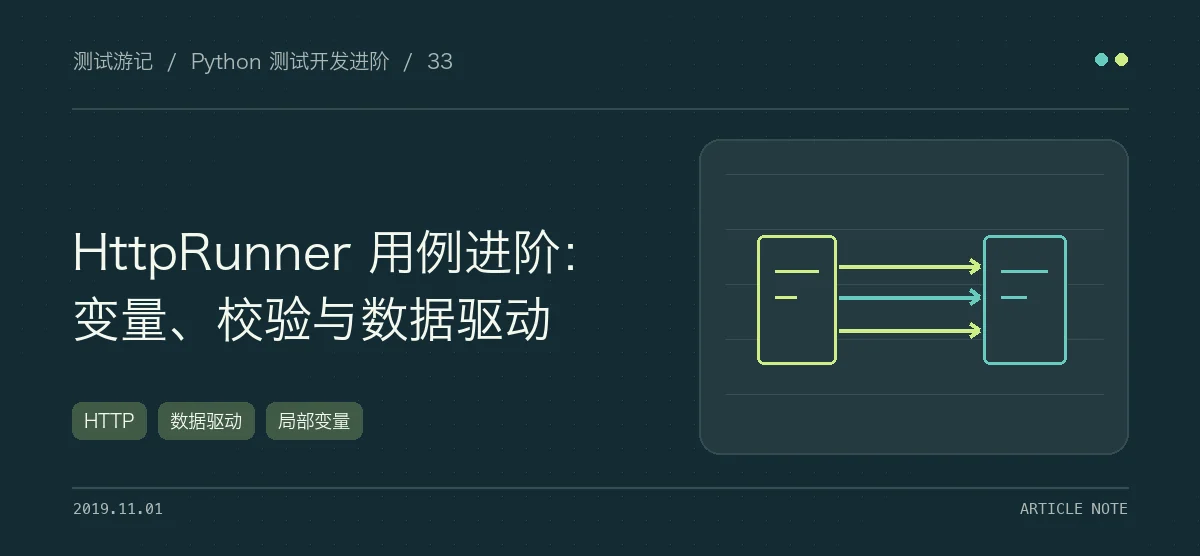 测试游记 / Python 测试开发进阶 / 33
HttpRunner 用例进阶:
变量、校验与数据驱动
HTTP
数据驱动
局部变量
2019.11.01
ARTICLE NOTE